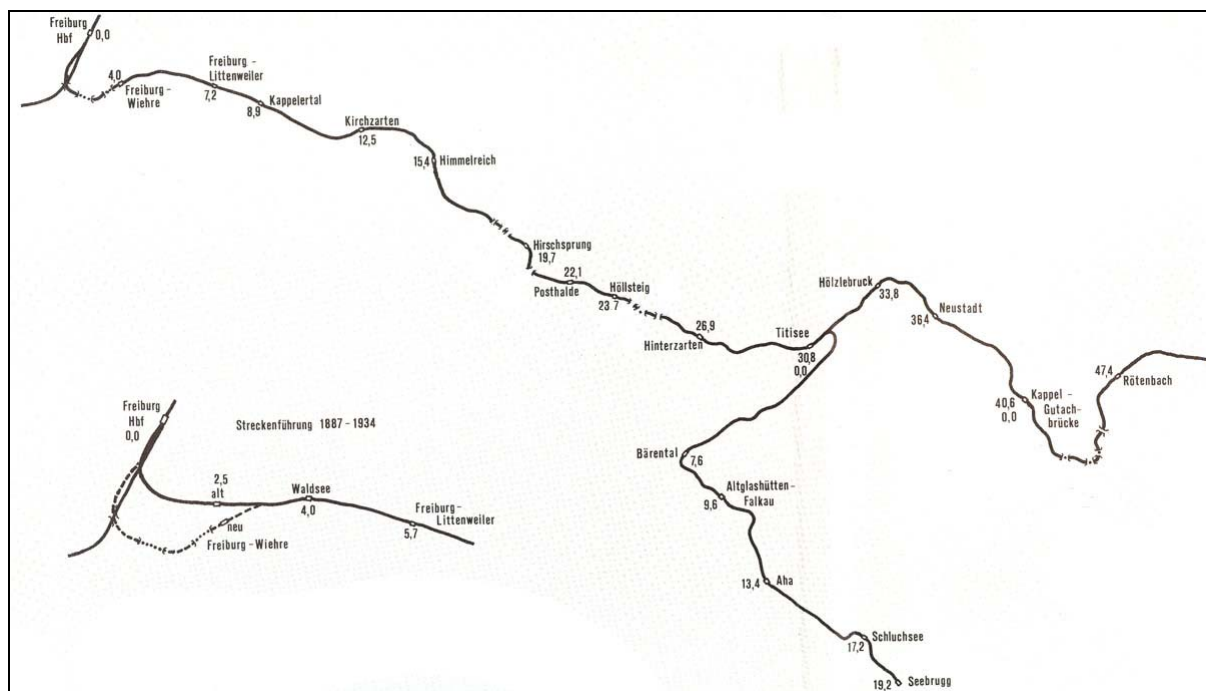 Freiburg
Hbf
0,0
4,0
Freiburg -
Wiehre
Freiburg -
Littenweiler
7,2
8,9
Kappelertal
Kirchzarten
12,5
15,4
Himmelreich
Hirschsprung
19,7
22,1
Posthalde
Höllsteig
23.7
26,9
Hinterzarten
Titisee
30,8
0,0
Hölzlebruck
33,8
36,4
Neustadt
40,6
0,0
Kappel -
Gutach-
brücke
47,4
Rötenbach
Bärental
7,6
Altglashütten-
Falkau
9,6
13,4
Aha
Schluchsee
17,2
19,2
Seebrugg
Streckenführung 1887 - 1934
Freiburg
Hbf
0,0
2,5
alt
neu
Freiburg - Wiehre
Waldsee
4,0
Freiburg-
Littenweiler
5,7